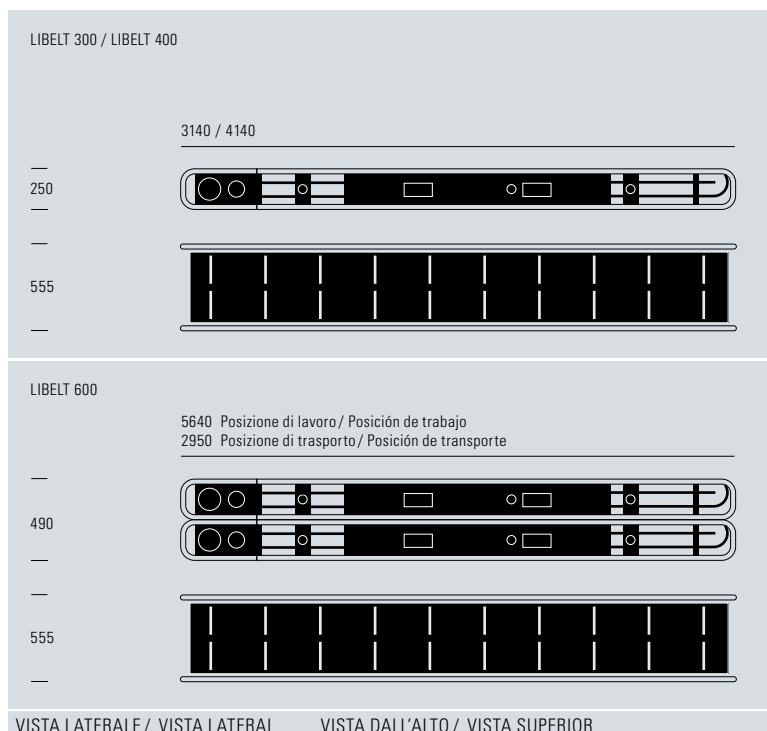 LIBELT 300 / LIBELT 400
3140 / 4140
250
555
LIBELT 600
5640 Posizione di lavoro / Posición de trabajo
2950 Posizione di trasporto / Posición de transporte
490
555
VISTA LATERALE / VISTA LATERAL VISTA DALL'ALTO / VISTA SUPERIOR